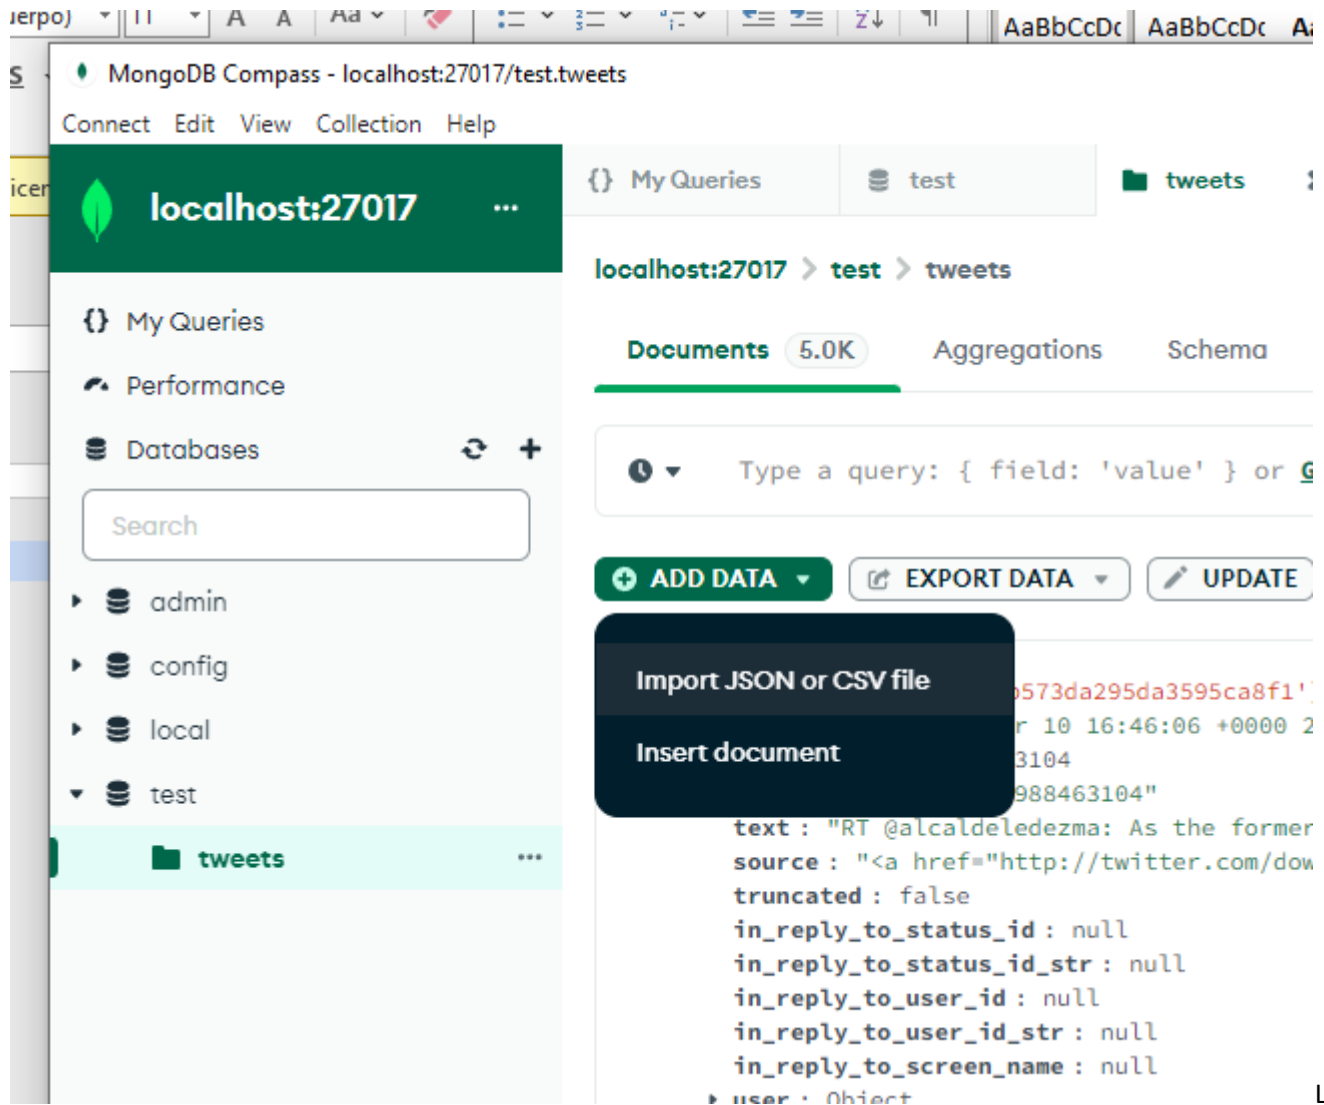 11 A A Aa
AaBbCcDc AaBbCcDc
S
MongoDB Compass - localhost:27017/test.tweets
Connect Edit View Collection Help
localhost:27017 ...
{} My Queries test tweets
localhost:27017 > test > tweets
{} My Queries
Performance
Databases
Documents 5.0K Aggregations Schema
Type a query: { field: 'value' } or
Search
ADD DATA EXPORT DATA UPDATE
admin
config
local
test
tweets ...
Import JSON or CSV file
Insert document
573da295da3595ca8f1'
10 16:46:06 +0000
3104
988463104"
text : "RT @alcaldeledezma: As the former
source : "<a href="http://twitter.com/dow
truncated : false
in_reply_to_status_id : null
in_reply_to_status_id_str : null
in_reply_to_user_id : null
in_reply_to_user_id_str : null
in_reply_to_screen_name : null
user : Object